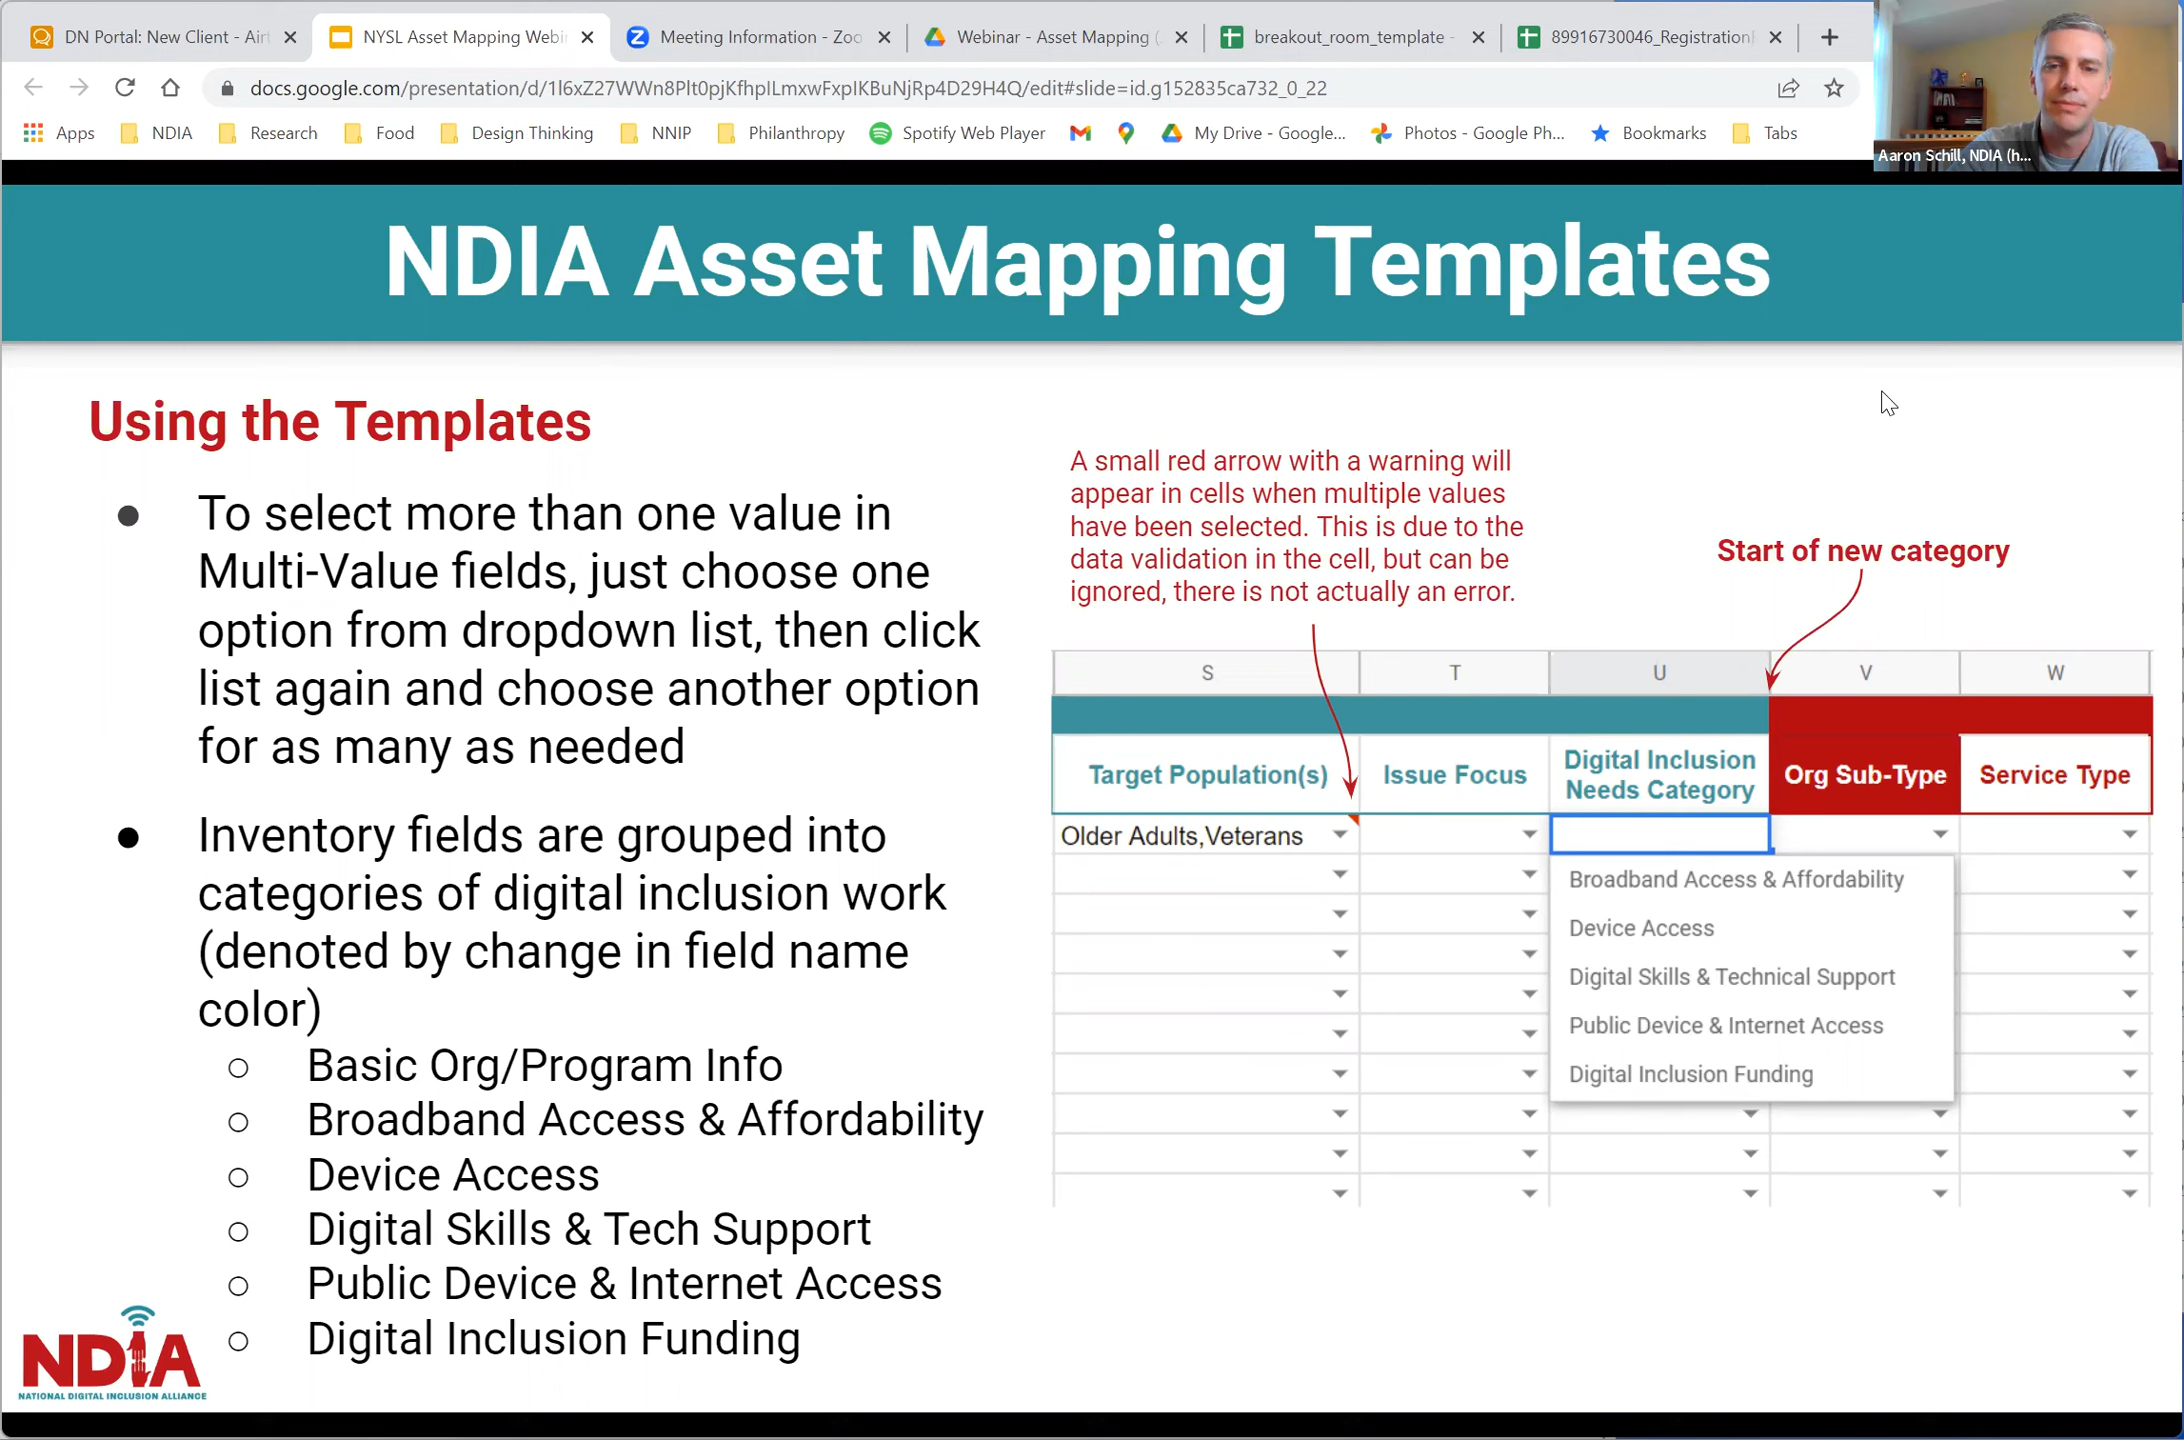 DN Portal: New Client - Air
NYSL Asset Mapping Webi
Meeting Information - Zoo
Webinar - Asset Mapping (
breakout_room_template -
89916730046_Registration
docs.google.com/presentation/d/1l6xZ27WWn8Plt0pjKfhpILmxwFxpIKBuNjRp4D29H4Q/edit#slide=id.g152835ca732_0_22
Apps
NDIA
Research
Food
Design Thinking
NNIP
Philanthropy
Spotify Web Player
My Drive - Google...
Photos - Google Ph...
Bookmarks
Tabs
Aaron Schill, NDIA (h...
NDIA Asset Mapping Templates
Using the Templates
● To select more than one value in
Multi-Value fields, just choose one
option from dropdown list, then click
list again and choose another option
for as many as needed
● Inventory fields are grouped into
categories of digital inclusion work
(denoted by change in field name
color)
○ Basic Org/Program Info
○ Broadband Access & Affordability
○ Device Access
○ Digital Skills & Tech Support
○ Public Device & Internet Access
○ Digital Inclusion Funding
A small red arrow with a warning will
appear in cells when multiple values
have been selected. This is due to the
data validation in the cell, but can be
ignored, there is not actually an error.
Start of new category
S T U V W
Target Population(s)
Issue Focus
Digital Inclusion
Needs Category
Org Sub-Type
Service Type
Older Adults,Veterans
Broadband Access & Affordability
Device Access
Digital Skills & Technical Support
Public Device & Internet Access
Digital Inclusion Funding
NDIA
NATIONAL DIGITAL INCLUSION ALLIANCE